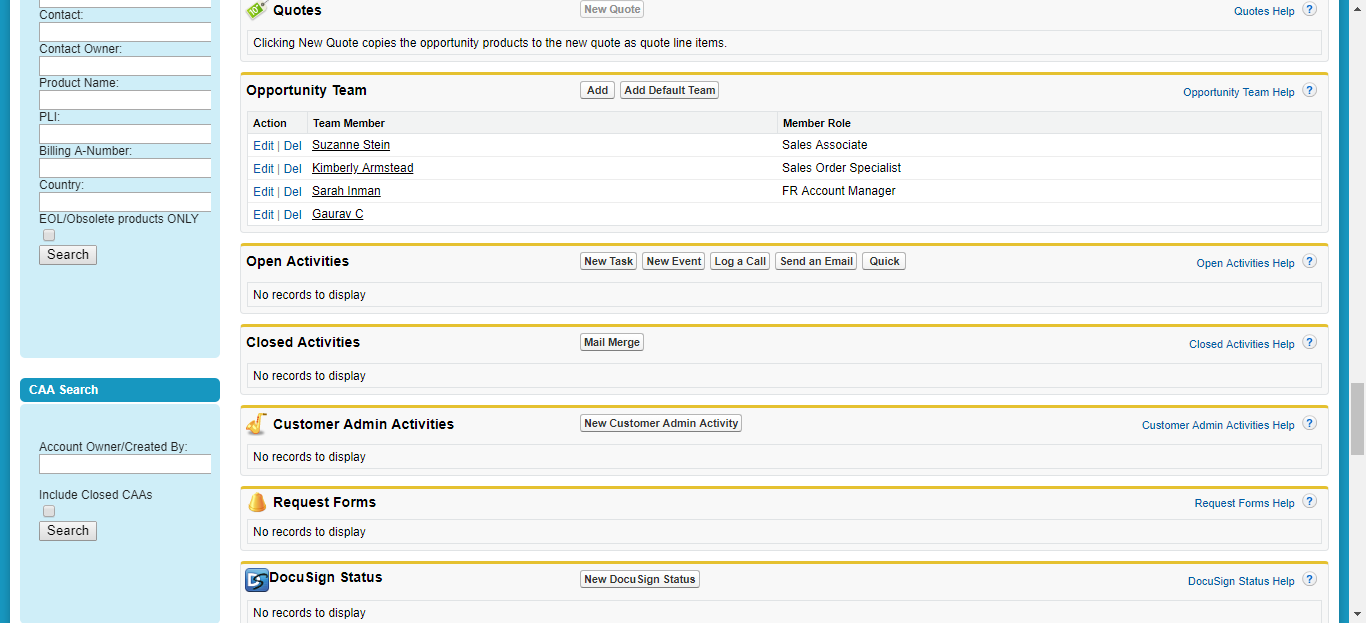 Contact:
Contact Owner:
Product Name:
PLI:
Billing A-Number:
Country:
EOL/Obsolete products ONLY
Search
CAA Search
Account Owner/Created By:
Include Closed CAAs
Search
Quotes New Quote Quotes Help ?
Clicking New Quote copies the opportunity products to the new quote as quote line items.
Opportunity Team Add Add Default Team Opportunity Team Help ?
Action Team Member Member Role
Edit | Del Suzanne Stein Sales Associate
Edit | Del Kimberly Armstead Sales Order Specialist
Edit | Del Sarah Inman FR Account Manager
Edit | Del Gaurav C
Open Activities New Task New Event Log a Call Send an Email Quick Open Activities Help ?
No records to display
Closed Activities Mail Merge Closed Activities Help ?
No records to display
Customer Admin Activities New Customer Admin Activity Customer Admin Activities Help ?
No records to display
Request Forms Request Forms Help ?
No records to display
DocuSign Status New DocuSign Status DocuSign Status Help ?
No records to display